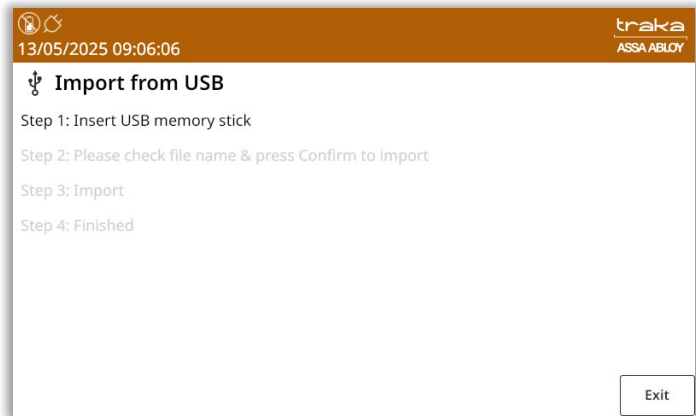 traka
13/05/2025 09:06:06
ASSA ABLOY
Import from USB
Step 1: Insert USB memory stick
Step 2: Please check file name & press Confirm to import
Step 3: Import
Step 4: Finished
Exit